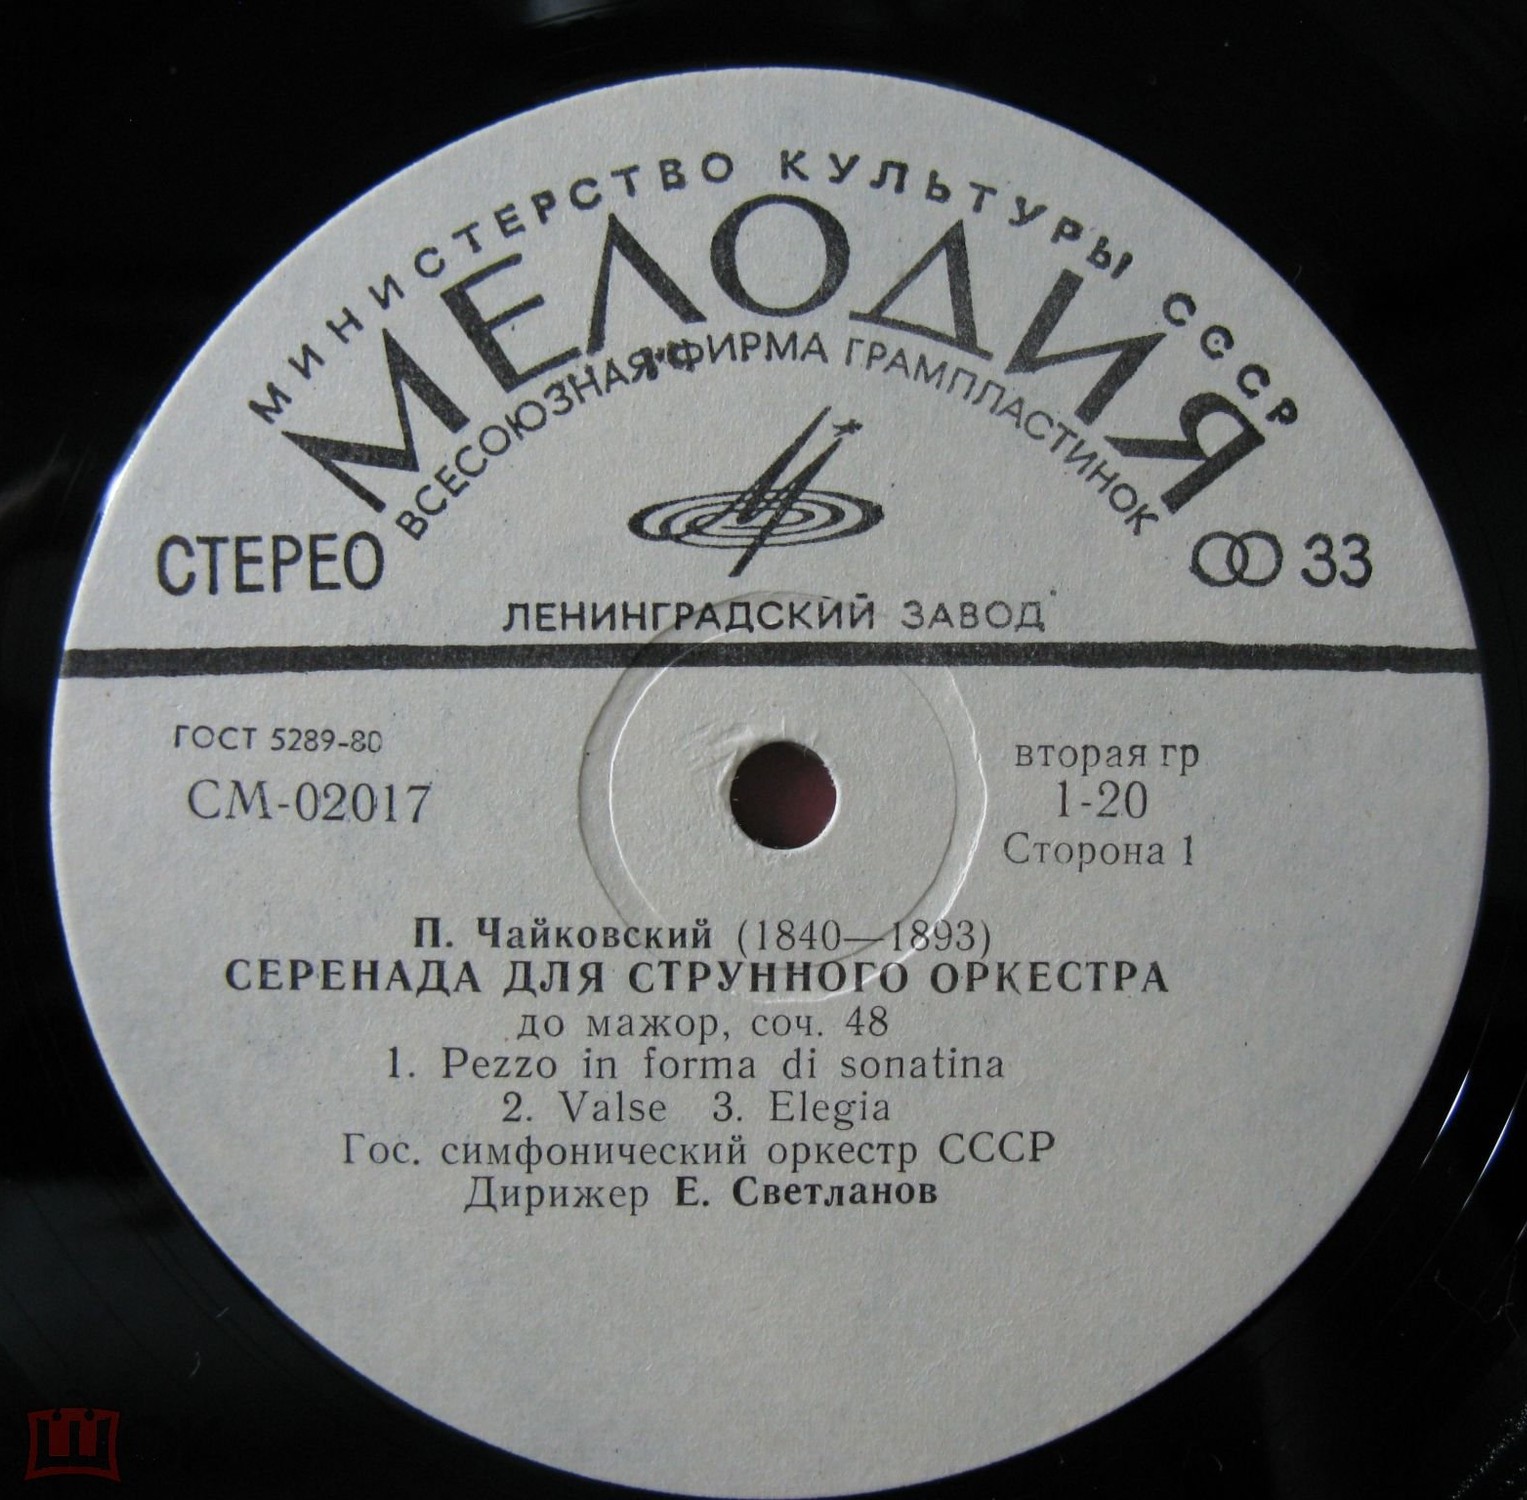 МИНИСТЕРСТВО КУЛЬТУРЫ СССР
МЕЛОДИЯ
ВСЕСОЮЗНАЯ ФИРМА ГРАМПЛАСТИНОК
СТЕРЕО
33
ЛЕНИНГРАДСКИЙ ЗАВОД
ГОСТ 5289-80
СМ-02017
вторая гр
1-20
Сторона 1
П. Чайковский (1840—1893)
СЕРЕНАДА ДЛЯ СТРУННОГО ОРКЕСТРА
до мажор, соч. 48
1. Pezzo in forma di sonatina
2. Valse 3. Elegia
Гос. симфонический оркестр СССР
Дирижер Е. Светланов